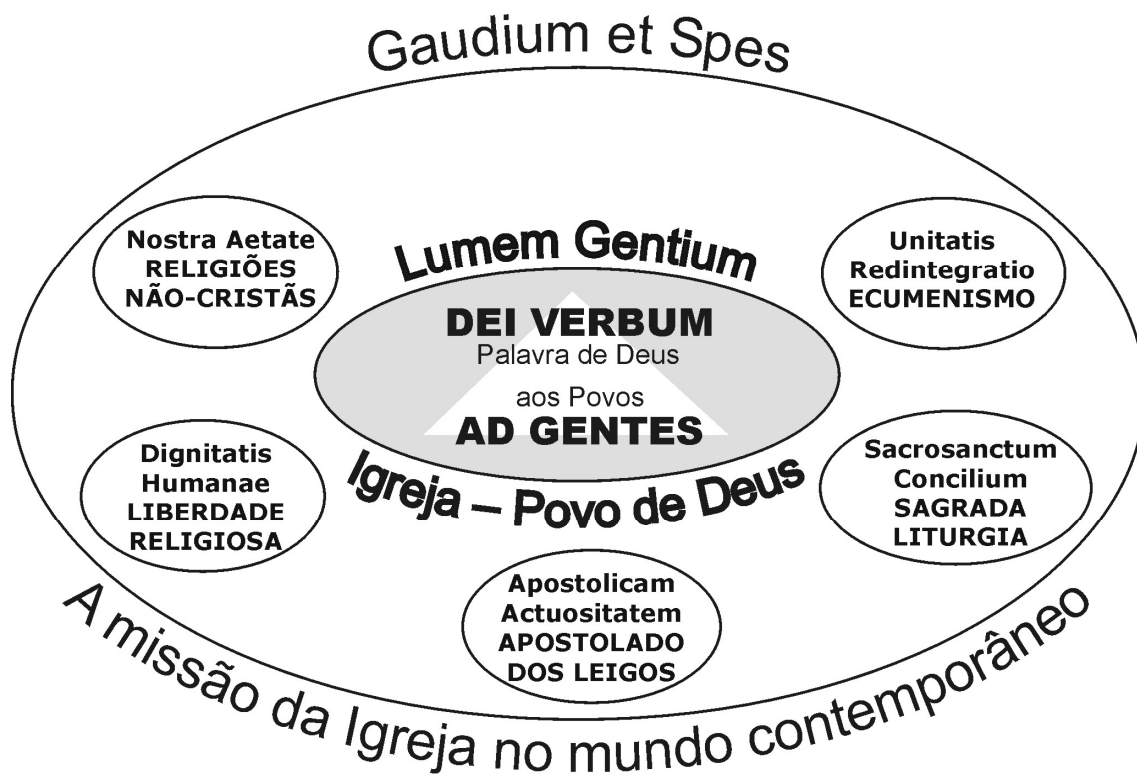 Gaudium et Spes
Nostra Aetate
RELIGIÕES
NÃO-CRISTÃS
Lumem Gentium
DEI VERBUM
Palavra de Deus
aos Povos
AD GENTES
Igreja – Povo de Deus
Unitatis
Redintegratio
ECUMENISMO
Dignitatis
Humanae
LIBERDADE
RELIGIOSA
Apostolicam
Actuositatem
APOSTOLADO
DOS LEIGOS
Sacrosanctum
Concilium
SAGRADA
LITURGIA
A missão da Igreja no mundo contemporâneo